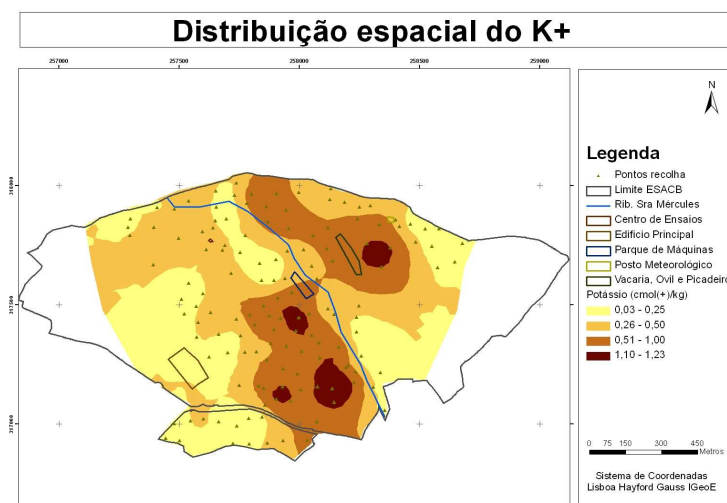 Distribuição espacial do K+
257000
257500
258000
258500
259000
N
Legenda
Pontos recolha
Limite ESACB
Rib. Sra Mércules
Centro de Ensaios
Edifício Principal
Parque de Máquinas
Posto Meteorológico
Vacaria, Ovil e Picadeiro
Potássio (cmol(+)/kg)
0,03 - 0,25
0,26 - 0,50
0,51 - 1,00
1,10 - 1,23
0 75 150 300 450
Metros
Sistema de Coordenadas
Lisboa Hayford Gauss IGeoE